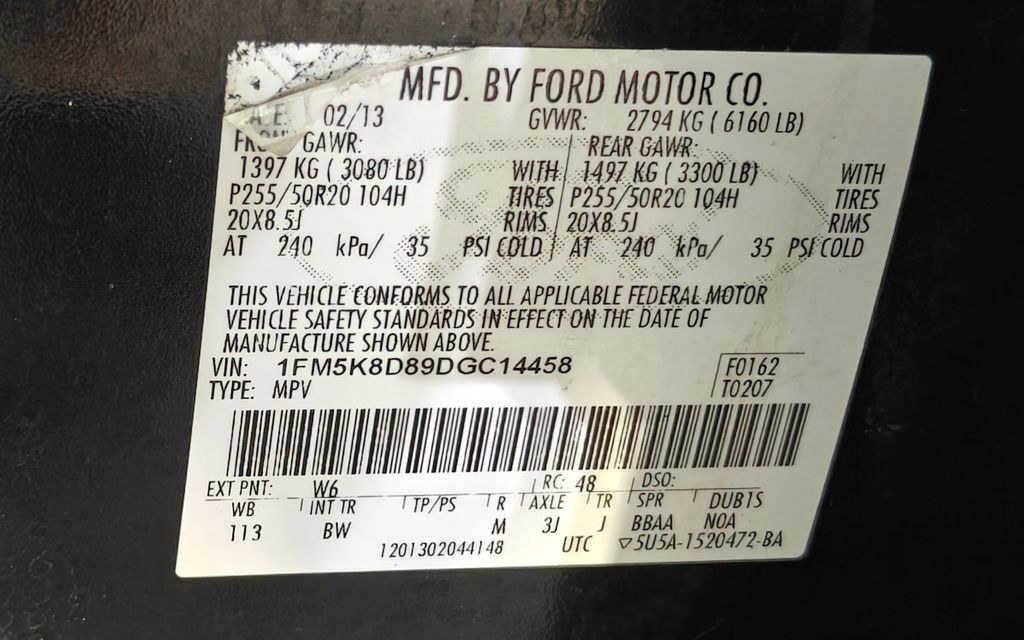 MFD. BY FORD MOTOR CO.
DATE: 02/13 GVWR: 2794 KG ( 6160 LB)
FRONT GAWR: REAR GAWR:
1397 KG ( 3080 LB) WITH 1497 KG ( 3300 LB) WITH
P255/50R20 104H TIRES P255/50R20 104H TIRES
20X8.5J RIMS 20X8.5J RIMS
AT 240 kPa/ 35 PSI COLD AT 240 kPa/ 35 PSI COLD
THIS VEHICLE CONFORMS TO ALL APPLICABLE FEDERAL MOTOR
VEHICLE SAFETY STANDARDS IN EFFECT ON THE DATE OF
MANUFACTURE SHOWN ABOVE.
VIN: 1FM5K8D89DGC14458 F0162
TYPE: MPV T0207
EXT PNT: W6 RC: 48 DSO:
WB INT TR TP/PS R AXLE TR SPR DUB1S
113 BW M 3J J BBAA NOA
1201302044148 UTC ▽5U5A-1520472-BA